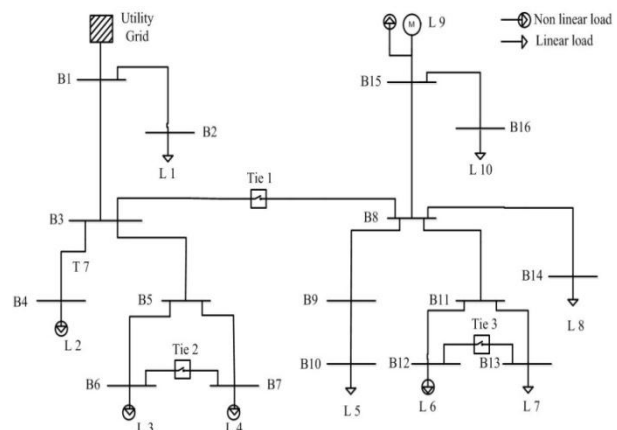 Utility
Grid
M
L 9
Non linear load
Linear load
B1
B15
B2
B16
L 1
L 10
Tie 1
B3
B8
T 7
B14
B4
B5
B9
B11
L 2
L 8
Tie 2
Tie 3
B6
B7
B10
B12
B13
L 3
L 4
L 5
L 6
L 7